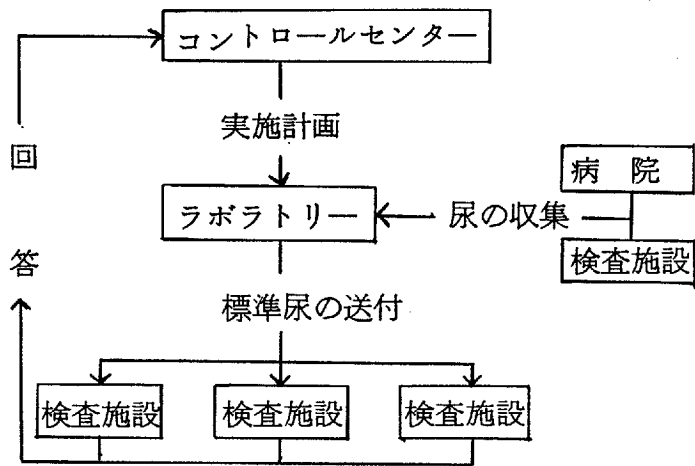 コントロールセンター
実施計画
回答
病 院
ラボラトリー
尿の収集
検査施設
標準尿の送付
検査施設
検査施設
検査施設